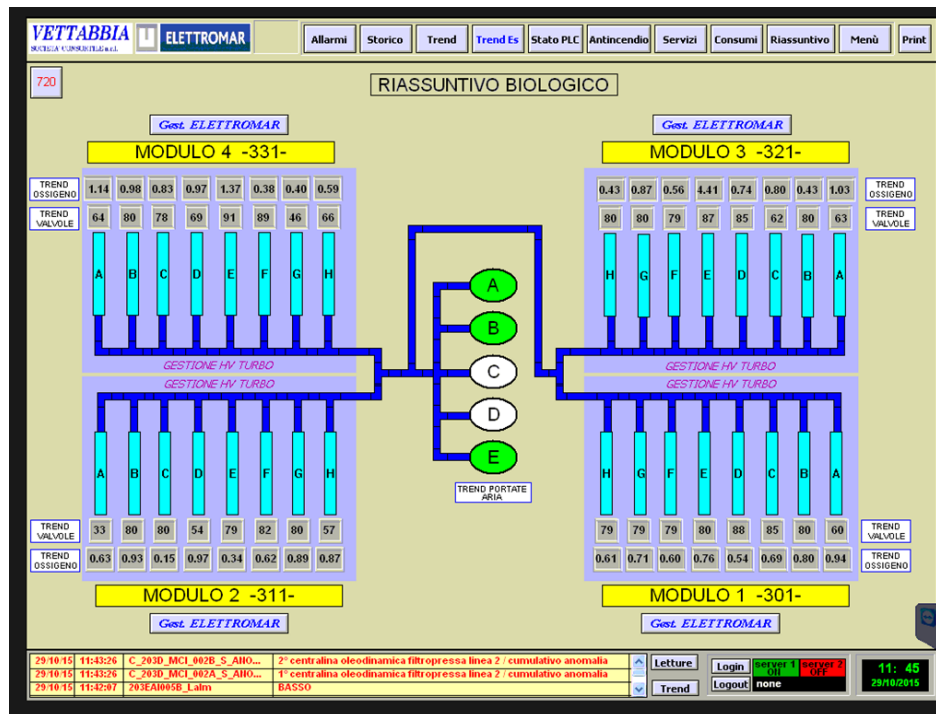 VETTABBIA
SOCIETÀ CONSORTILE a r.l.
ELETTROMAR
Allarmi Storico Trend Trend Es Stato PLC Antincendio Servizi Consumi Riassuntivo Menù Print
720
RIASSUNTIVO BIOLOGICO
Gest. ELETTROMAR Gest. ELETTROMAR
MODULO 4 -331- MODULO 3 -321-
TREND OSSIGENO 1.14 0.98 0.83 0.97 1.37 0.38 0.40 0.59 0.43 0.87 0.56 4.41 0.74 0.80 0.43 1.03 TREND OSSIGENO
TREND VALVOLE 64 80 78 69 91 89 46 66 80 80 79 87 85 62 80 63 TREND VALVOLE
A B C D E F G H H G F E D C B A
A
B
GESTIONE HV TURBO GESTIONE HV TURBO
C
GESTIONE HV TURBO GESTIONE HV TURBO
D
E
A B C D E F G H H G F E D C B A
TREND PORTATE
ARIA
TREND VALVOLE 33 80 80 54 79 82 80 57 79 79 79 80 88 85 80 60 TREND VALVOLE
TREND OSSIGENO 0.63 0.93 0.15 0.97 0.34 0.62 0.89 0.87 0.61 0.71 0.60 0.76 0.54 0.69 0.80 0.94 TREND OSSIGENO
MODULO 2 -311- MODULO 1 -301-
Gest. ELETTROMAR Gest. ELETTROMAR
29/10/15 11:43:26 C_203D_MCI_002B_S_ANO... 2° centralina oleodinamica filtropressa linea 2 / cumulativo anomalia
29/10/15 11:43:26 C_203D_MCI_002A_S_ANO... 1° centralina oleodinamica filtropressa linea 2 / cumulativo anomalia
29/10/15 11:42:07 203EAI005B_Lalm BASSO
Letture
Trend
Login server 1 server 2
On OFF
Logout none
11: 45
29/10/2015